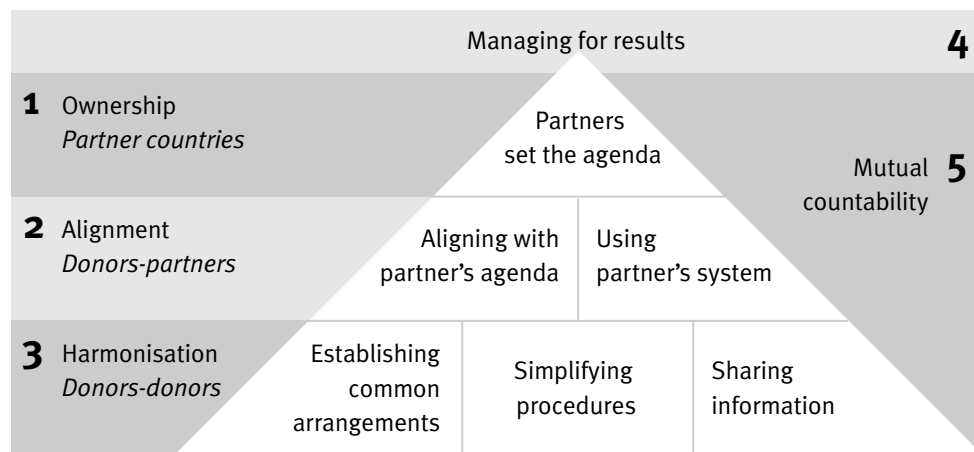 Managing for results 4
1 Ownership
Partner countries
Partners
set the agenda
Mutual 5
countability
2 Alignment
Donors-partners
Aligning with
partner’s agenda
Using
partner’s system
3 Harmonisation
Donors-donors
Establishing
common
arrangements
Simplifying
procedures
Sharing
information